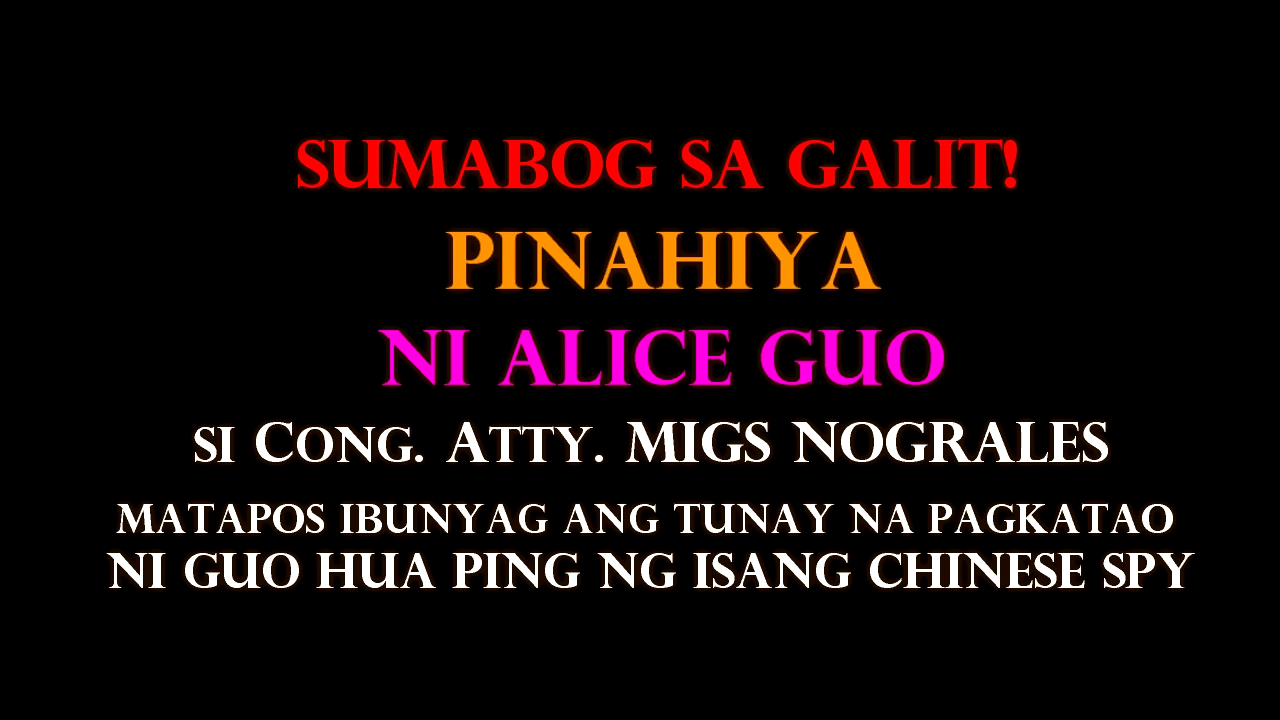 SUMABOG SA GALIT!
PINAHIYA
NI ALICE GUO
SI CONG. ATTY. MIGS NOGRALES
MATAPOS IBUNYAG ANG TUNAY NA PAGKATAO
NI GUO HUA PING NG ISANG CHINESE SPY